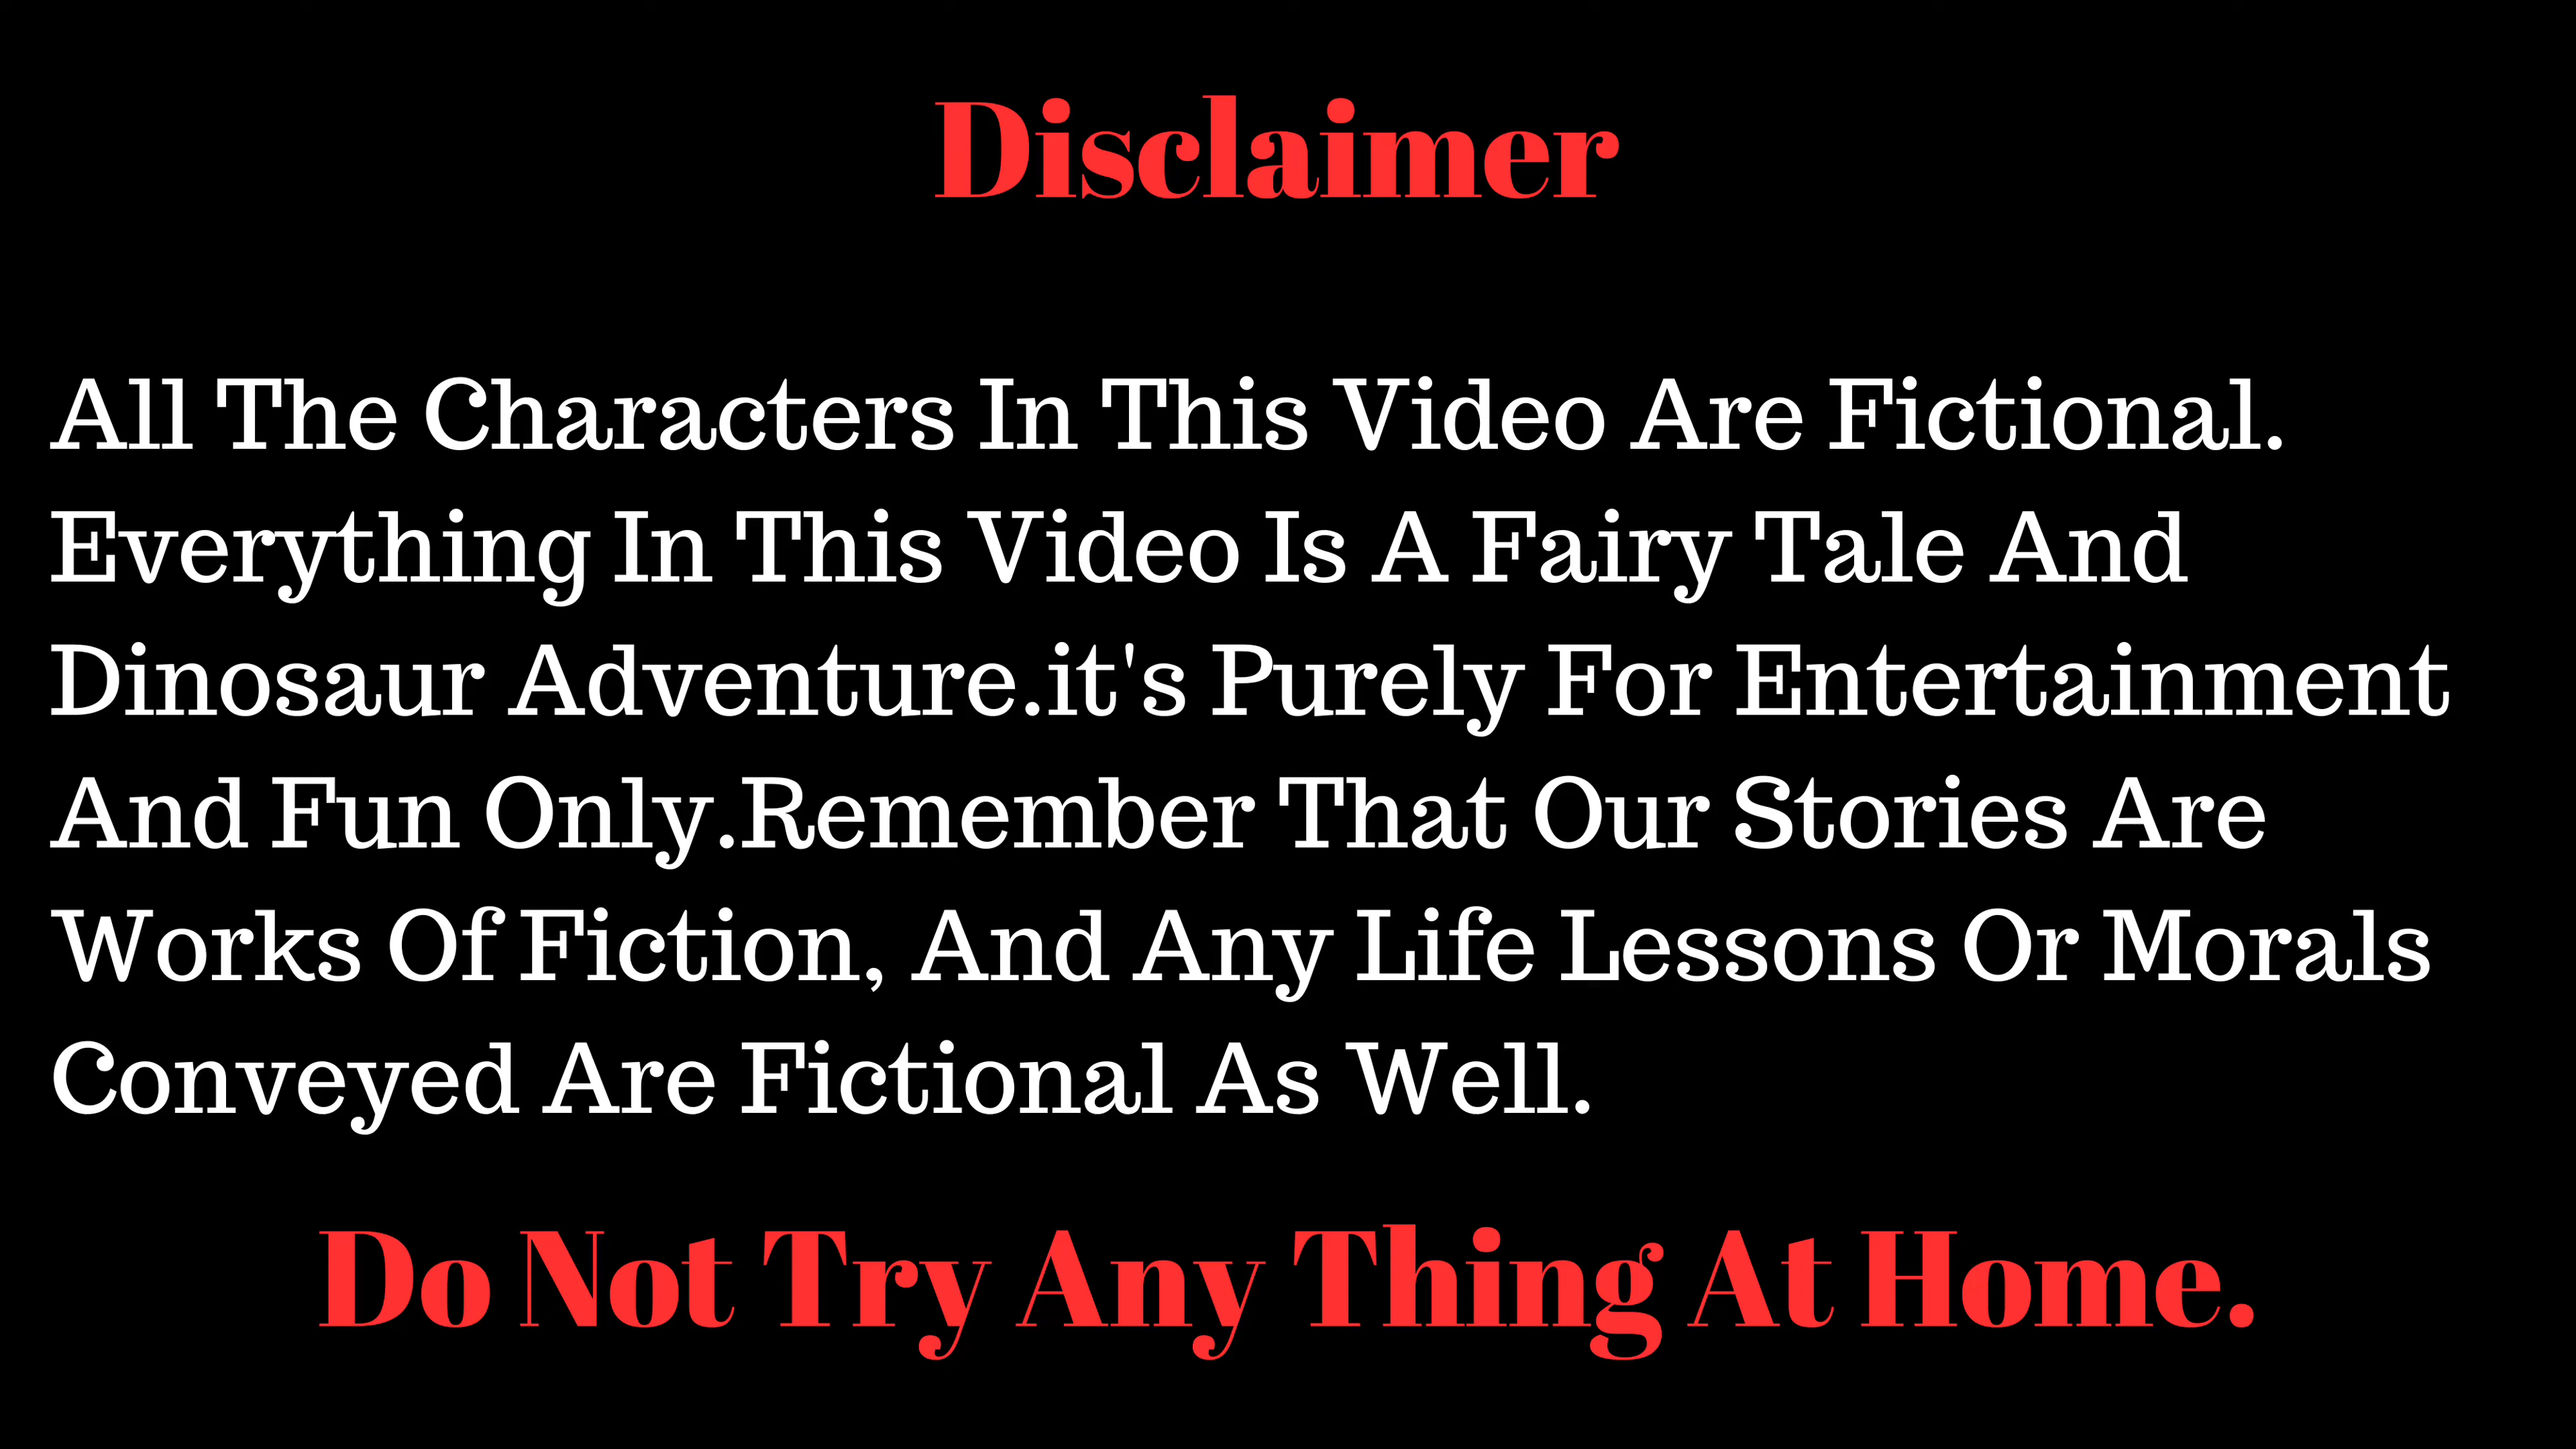 Disclaimer
All The Characters In This Video Are Fictional.
Everything In This Video Is A Fairy Tale And
Dinosaur Adventure.it's Purely For Entertainment
And Fun Only.Remember That Our Stories Are
Works Of Fiction, And Any Life Lessons Or Morals
Conveyed Are Fictional As Well.
Do Not Try Any Thing At Home.